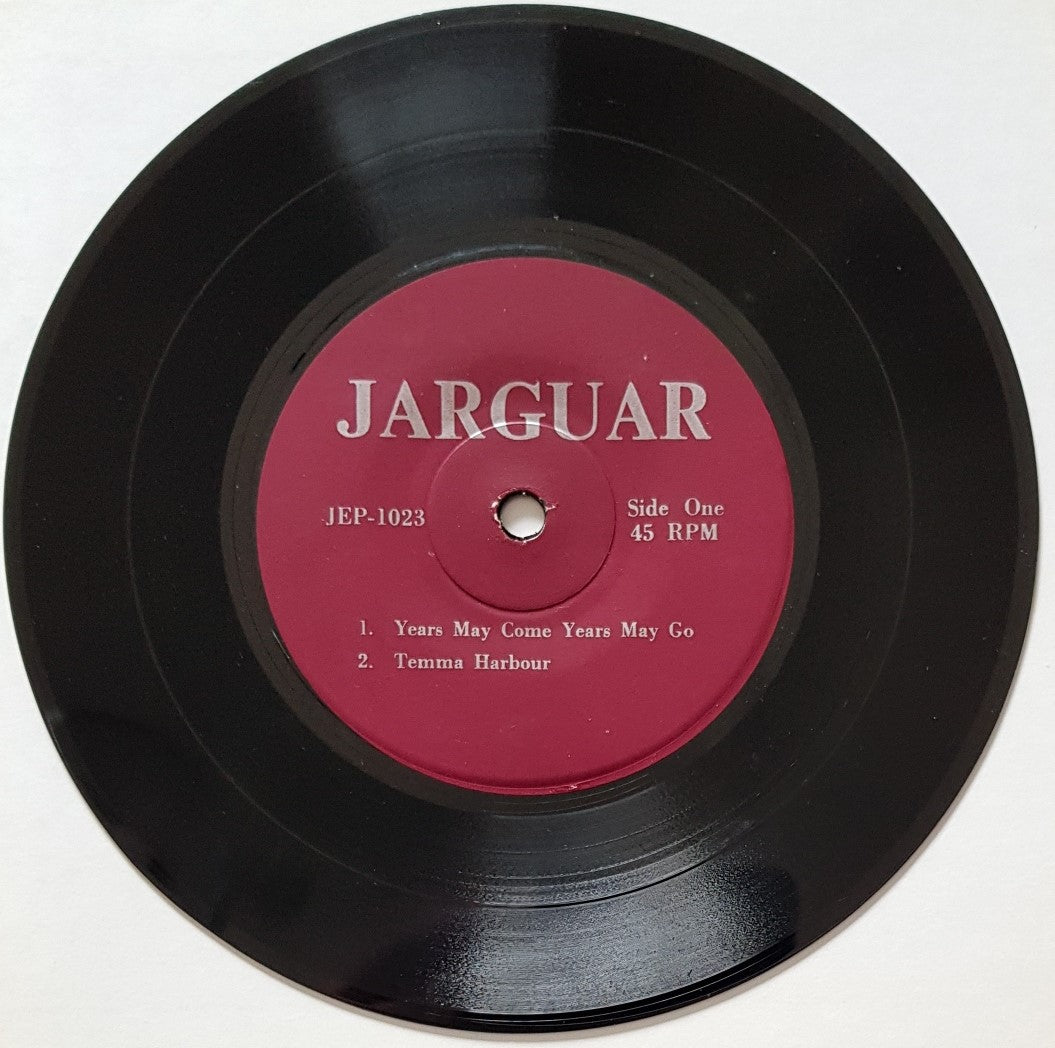 JARGUAR
JEP-1023
Side One
45 RPM
1. Years May Come Years May Go
2. Temma Harbour